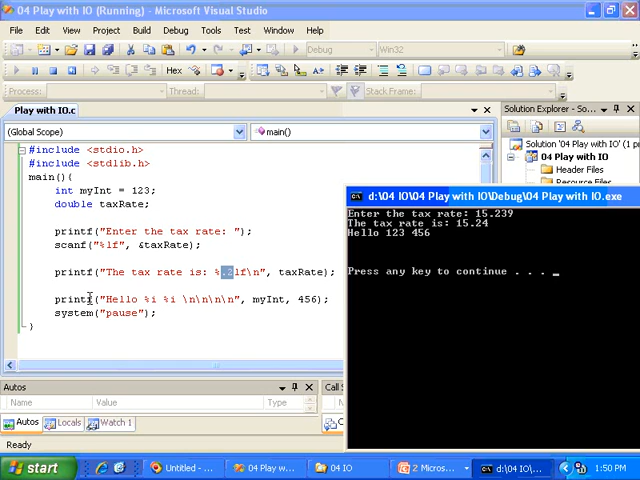 04 Play with IO (Running) - Microsoft Visual Studio
File Edit View Project Build Debug Tools Test Window Help
Debug Win32
Hex
Process: Thread: Stack Frame:
Play with IO.c
(Global Scope) main()
#include <stdio.h>
#include <stdlib.h>
main(){
int myInt = 123;
double taxRate;
printf("Enter the tax rate: ");
scanf("%lf", &taxRate);
printf("The tax rate is: %.2lf\n", taxRate);
printf("Hello %i %i \n\n\n\n", myInt, 456);
system("pause");
}
Solution Explorer
Solution '04 Play with IO'
04 Play with IO
Header Files
Resource Files
d:\04 IO\04 Play with IO\Debug\04 Play with IO.exe
Enter the tax rate: 15.239
The tax rate is: 15.24
Hello 123 456
Press any key to continue . . . _
Autos
Name Value
Call
Name
Autos Locals Watch 1
Ready
start Untitled - 04 Play w... 04 IO 2 Micros... d:\04 IO\... 1:50 PM